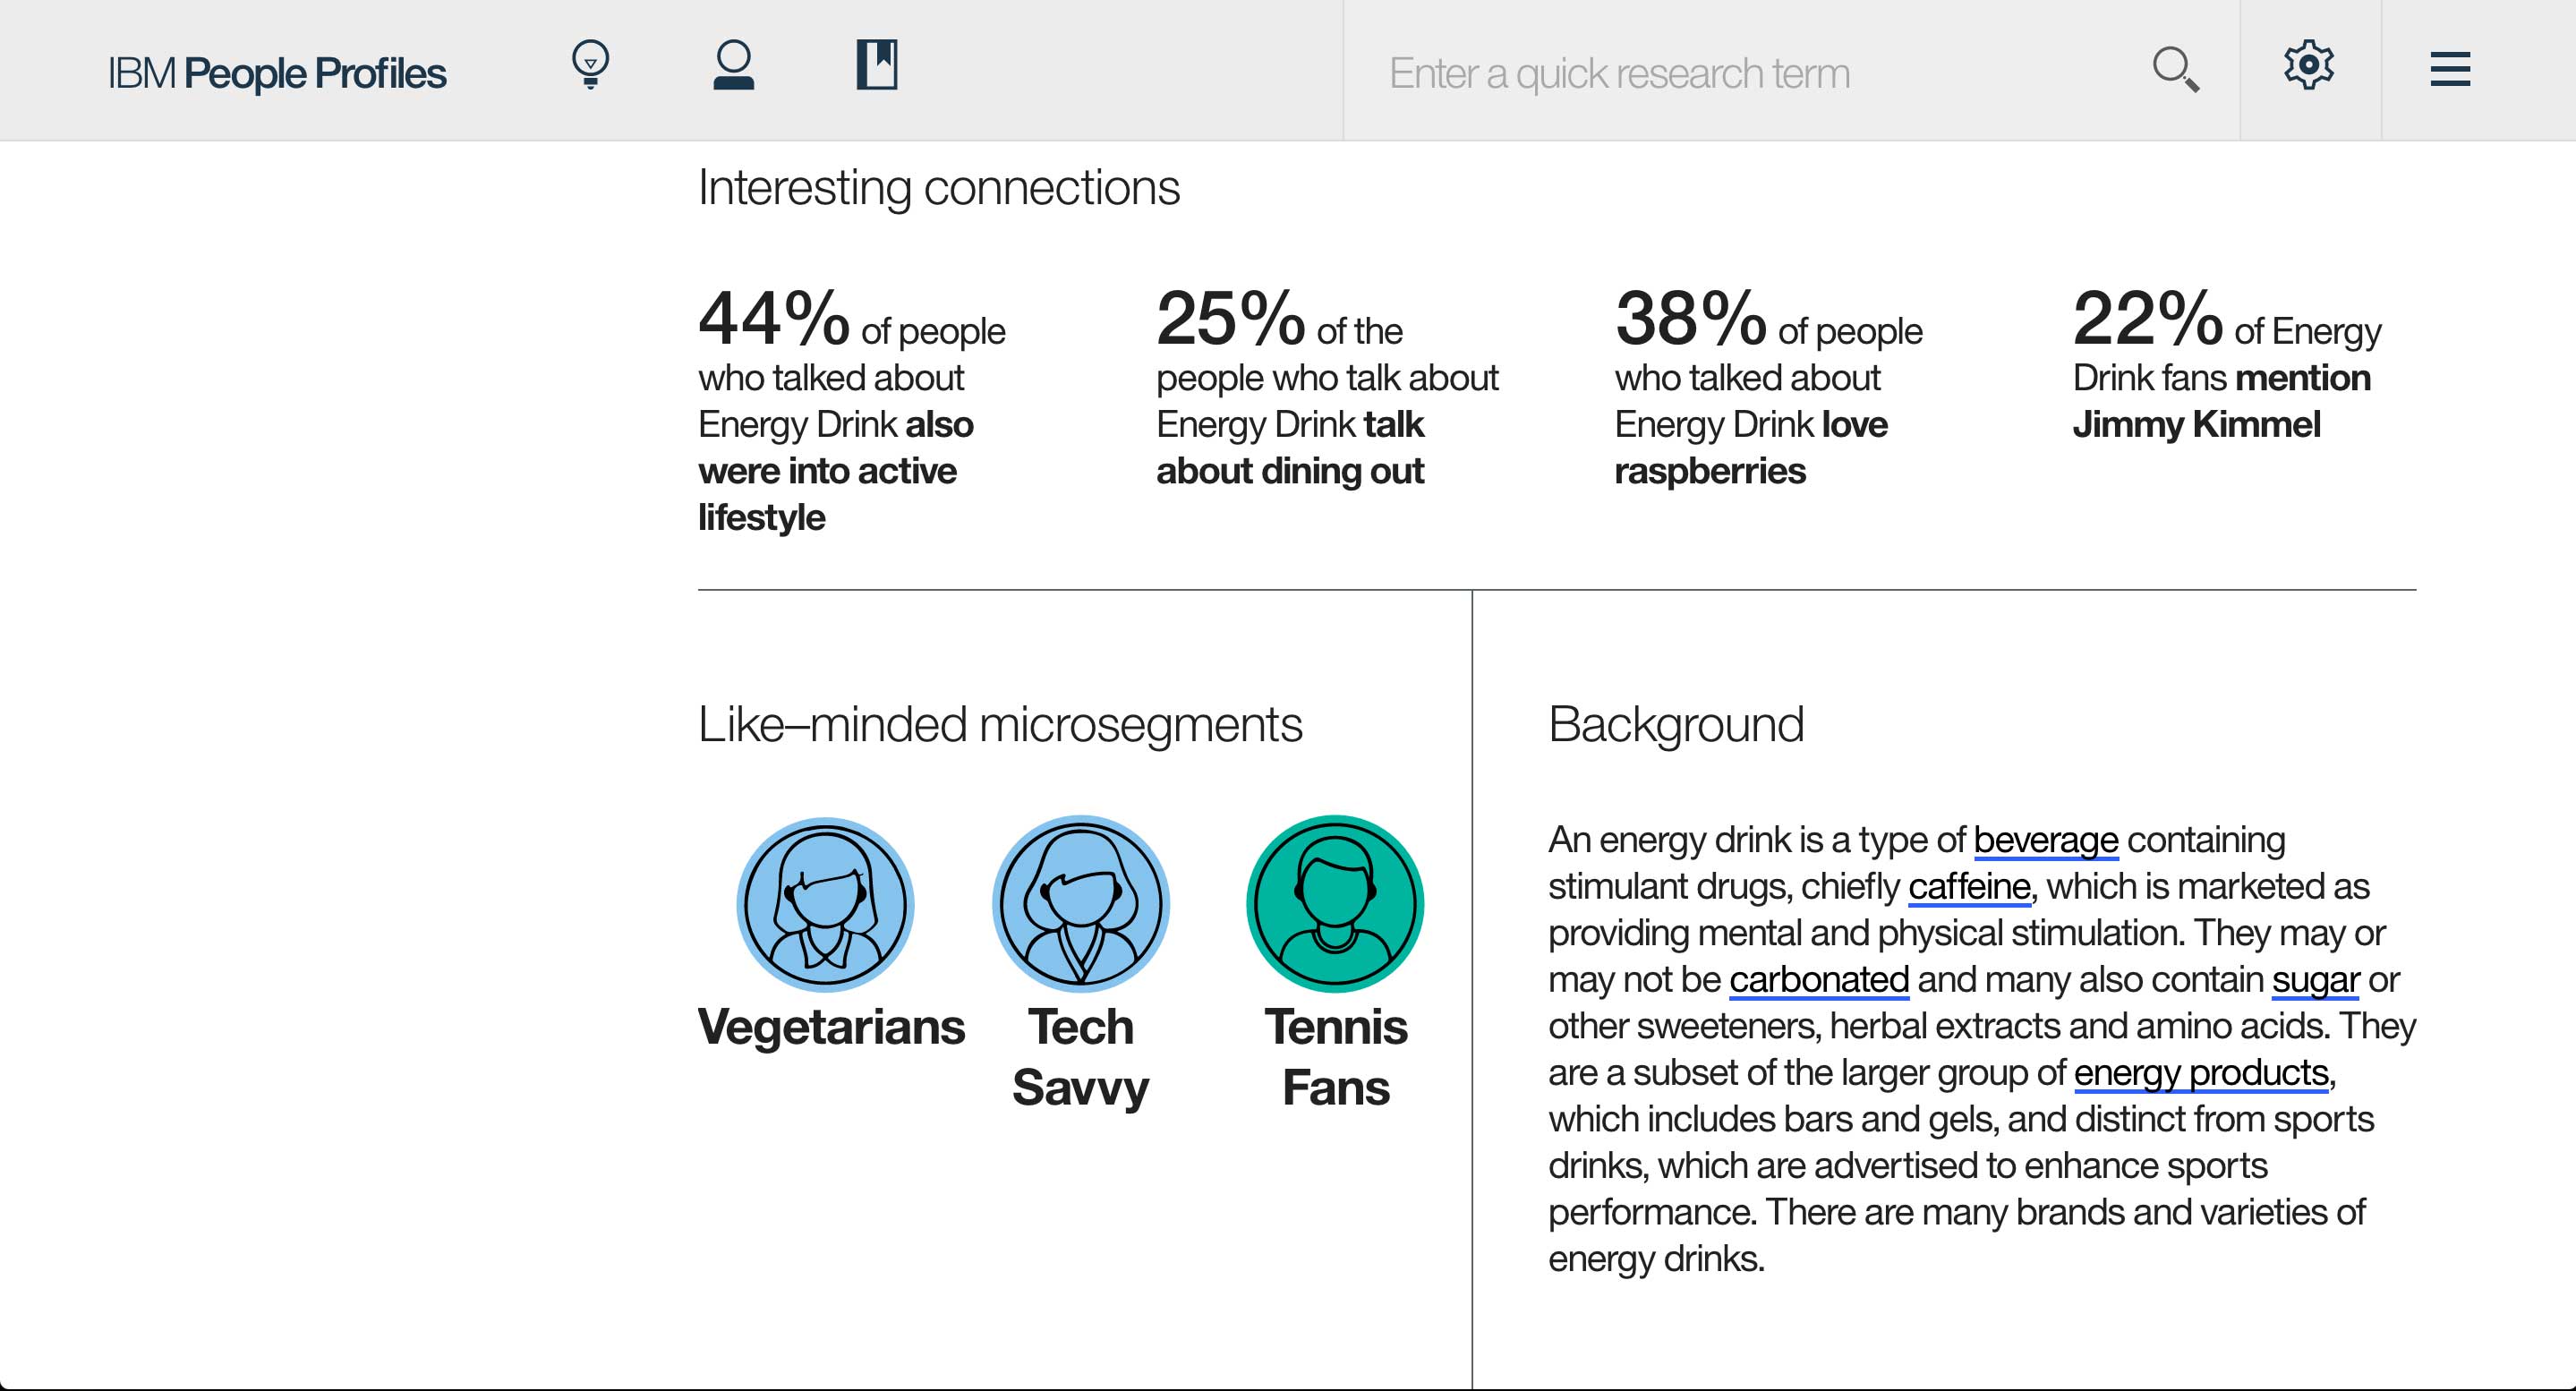 IBM People Profiles
Enter a quick research term
Interesting connections
44% of people
who talked about
Energy Drink also
were into active
lifestyle
25% of the
people who talk about
Energy Drink talk
about dining out
38% of people
who talked about
Energy Drink love
raspberries
22% of Energy
Drink fans mention
Jimmy Kimmel
Like–minded microsegments
Vegetarians
Tech
Savvy
Tennis
Fans
Background
An energy drink is a type of beverage containing
stimulant drugs, chiefly caffeine, which is marketed as
providing mental and physical stimulation. They may or
may not be carbonated and many also contain sugar or
other sweeteners, herbal extracts and amino acids. They
are a subset of the larger group of energy products,
which includes bars and gels, and distinct from sports
drinks, which are advertised to enhance sports
performance. There are many brands and varieties of
energy drinks.